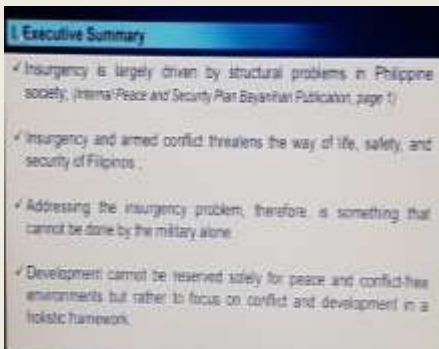 I. Executive Summary
✓ Insurgency is largely driven by structural problems in Philippine
society; (Internal Peace and Security Plan Bayanihan Publication, page 1)
✓ Insurgency and armed conflict threatens the way of life, safety, and
security of Filipinos .
✓ Addressing the insurgency problem, therefore, is something that
cannot be done by the military alone
✓ Development cannot be reserved solely for peace and conflict-free
environments but rather to focus on conflict and development in a
holistic framework.